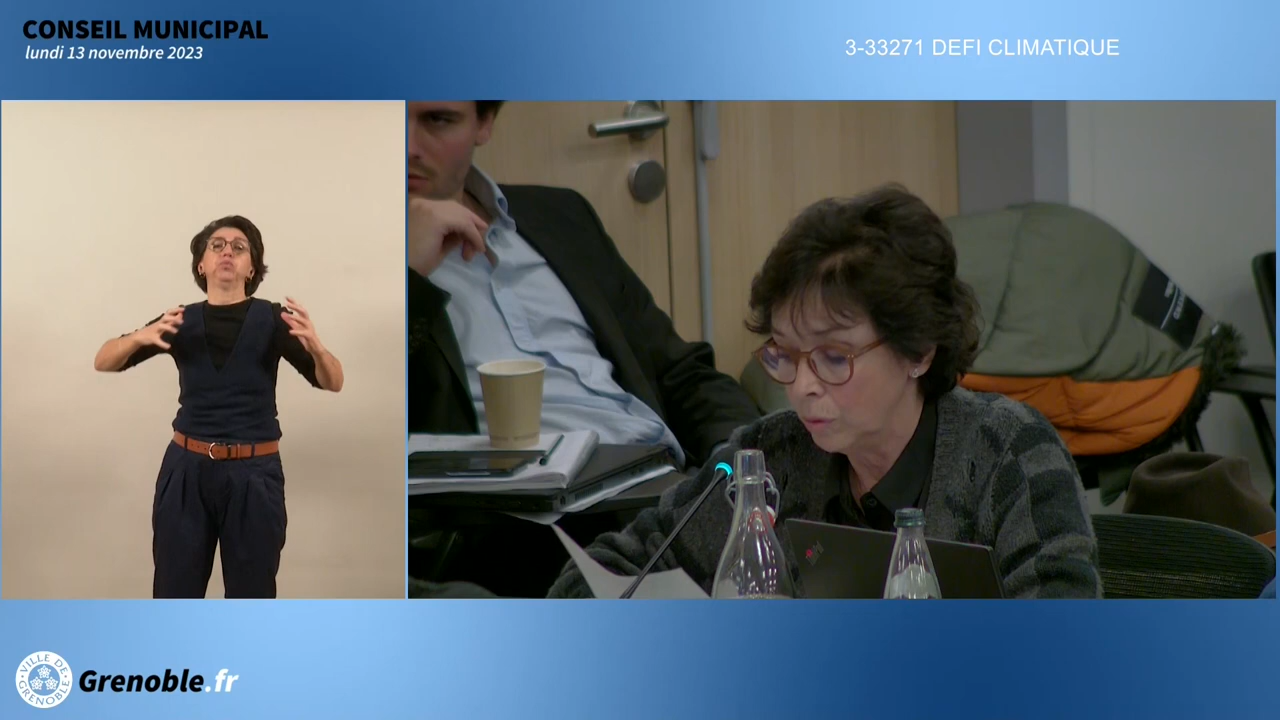 CONSEIL MUNICIPAL
lundi 13 novembre 2023
3-33271 DEFI CLIMATIQUE
VILLE DE GRENOBLE
Grenoble.fr